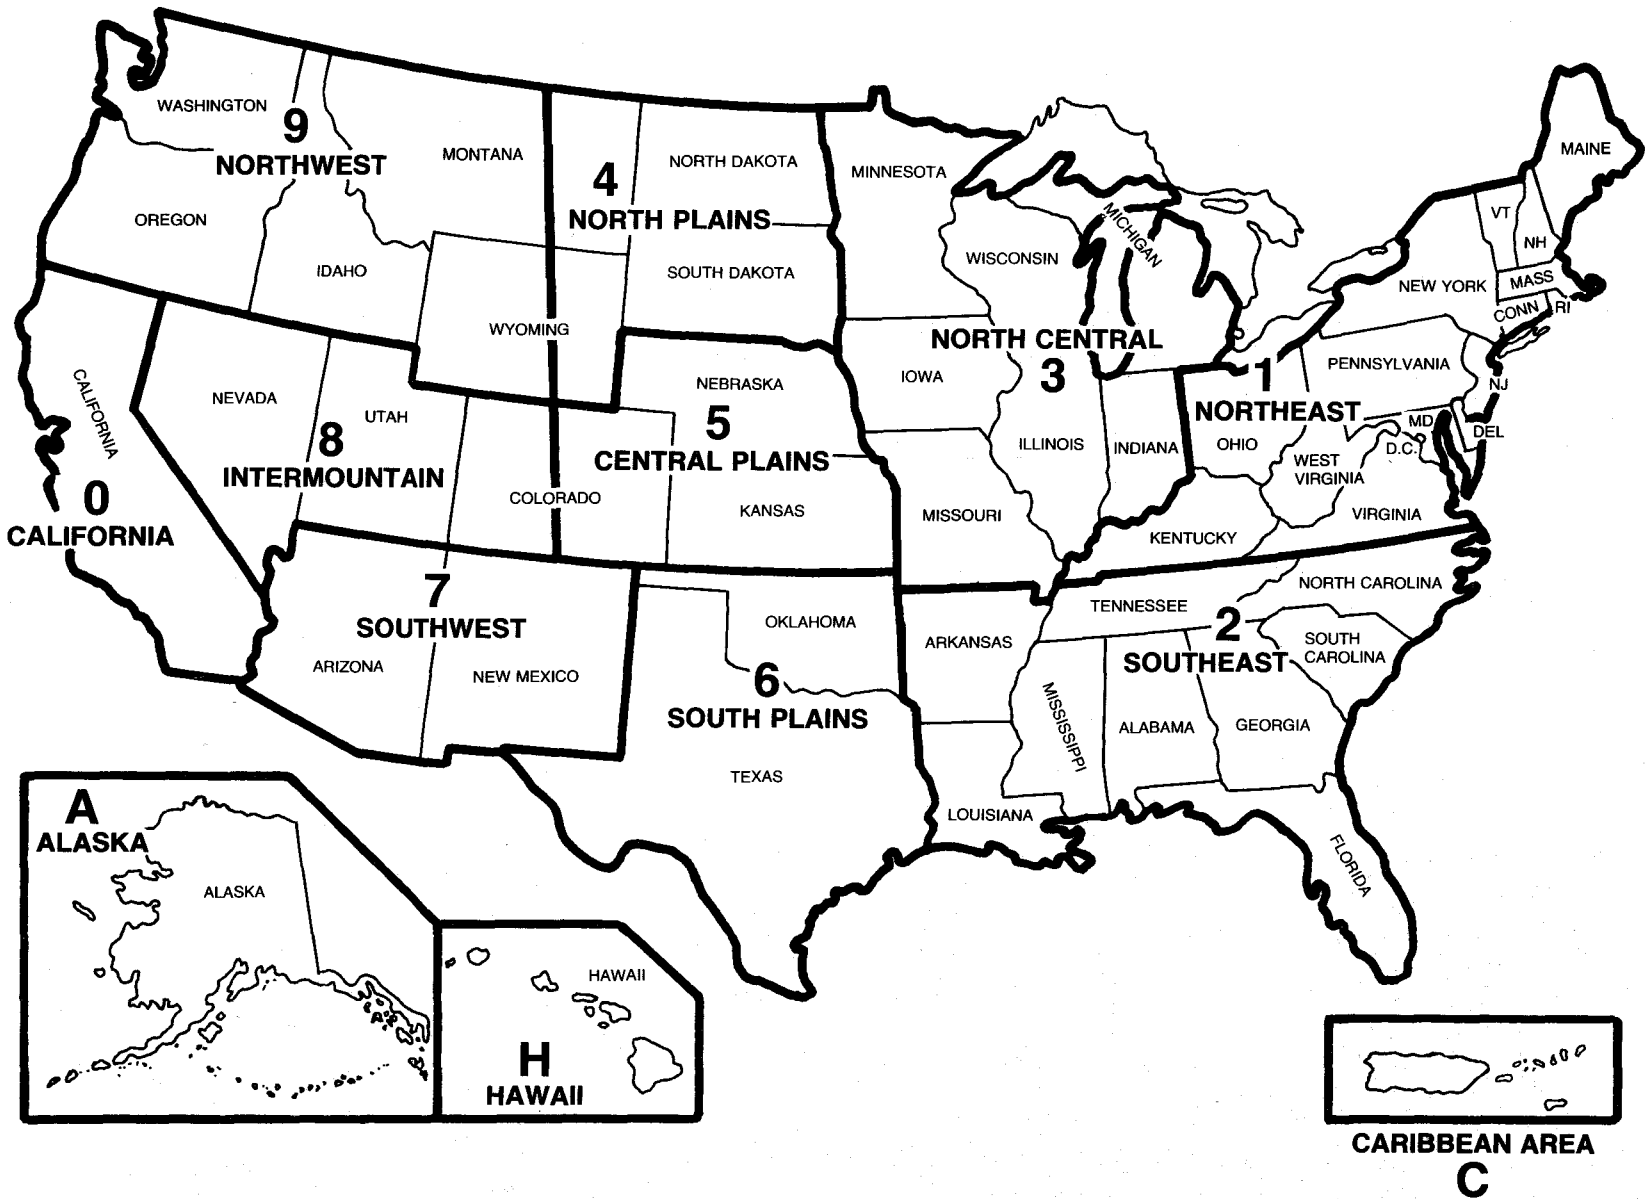 MAINE
WASHINGTON
9
NORTHWEST
MONTANA
NORTH DAKOTA
4
NORTH PLAINS
MINNESOTA
MICHIGAN
VT
NH
OREGON
IDAHO
SOUTH DAKOTA
WISCONSIN
NEW YORK
MASS
CONN
RI
WYOMING
NORTH CENTRAL
3
1
NORTHEAST
PENNSYLVANIA
NJ
CALIFORNIA
NEVADA
UTAH
NEBRASKA
IOWA
MD
DEL
D.C.
8
INTERMOUNTAIN
5
CENTRAL PLAINS
ILLINOIS
INDIANA
OHIO
WEST
VIRGINIA
0
CALIFORNIA
COLORADO
KANSAS
MISSOURI
KENTUCKY
VIRGINIA
7
SOUTHWEST
OKLAHOMA
ARKANSAS
TENNESSEE
NORTH CAROLINA
2
SOUTHEAST
SOUTH
CAROLINA
ARIZONA
NEW MEXICO
6
SOUTH PLAINS
MISSISSIPPI
ALABAMA
GEORGIA
TEXAS
LOUISIANA
FLORIDA
A
ALASKA
ALASKA
HAWAII
H
HAWAII
CARIBBEAN AREA
C